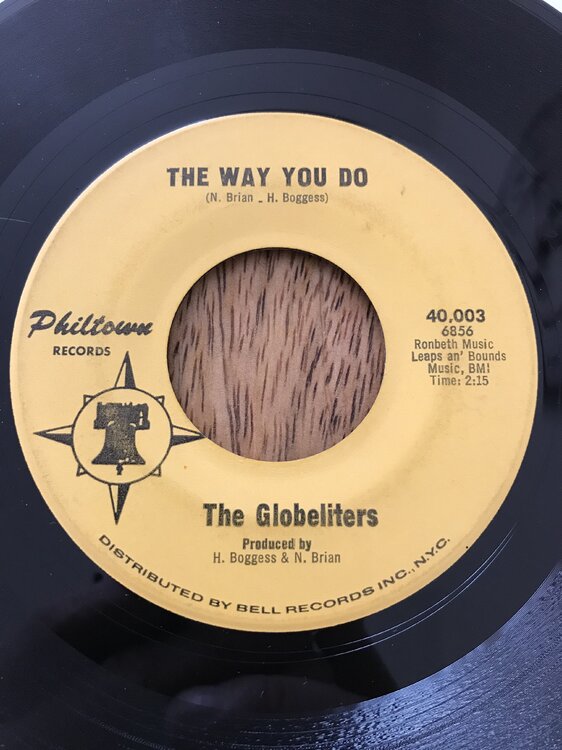 THE WAY YOU DO
(N. Brian - H. Boggess)
Philtown
RECORDS
40,003
6856
Ronbeth Music
Leaps an' Bounds
Music, BMI
Time: 2:15
The Globeliters
Produced by
H. Boggess & N. Brian
DISTRIBUTED BY BELL RECORDS INC., N.Y.C.